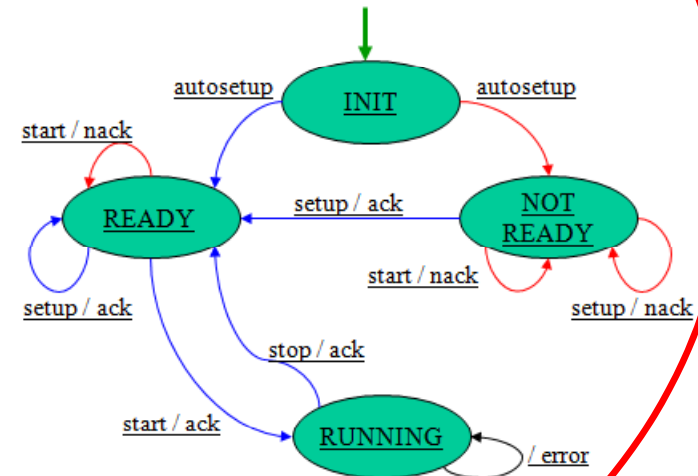 autosetup
INIT
autosetup
start / nack
READY
setup / ack
NOT
READY
setup / ack
start / nack
setup / nack
stop / ack
start / ack
RUNNING
/ error